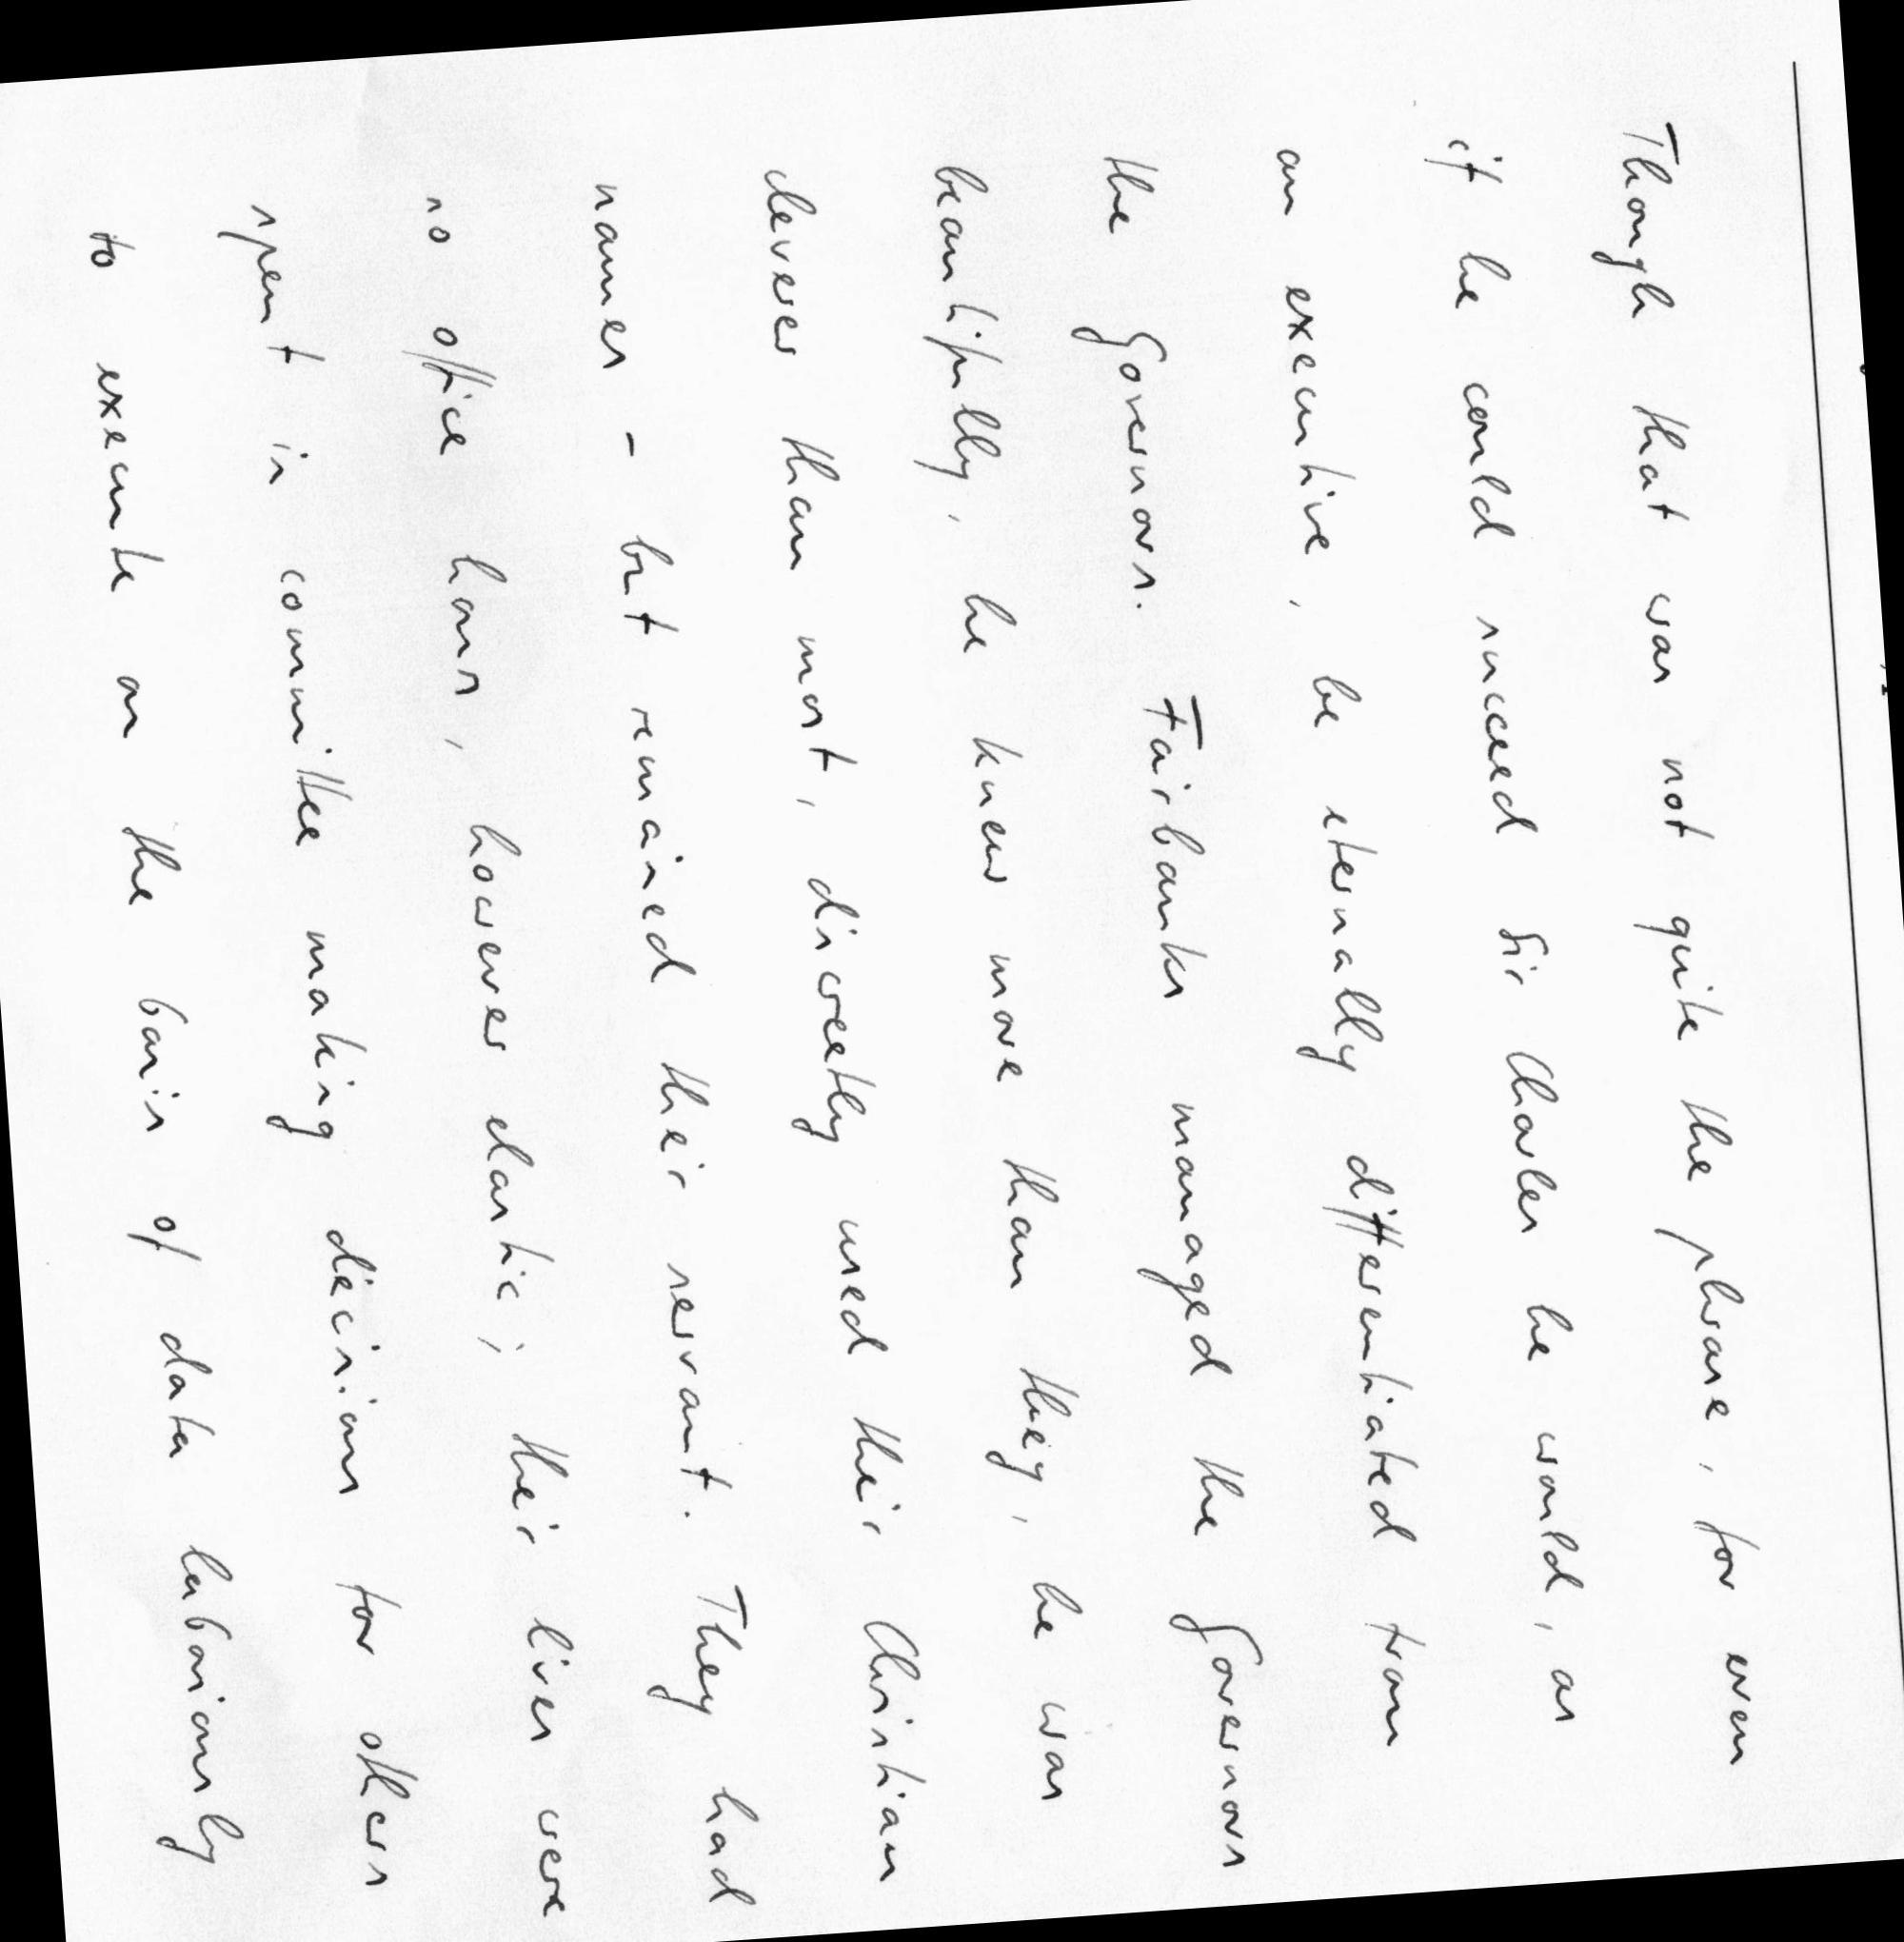 Though that was not quite the phrase, for even
if he could succeed Sir Charles he would, as
an executive, be eternally differentiated from
the Governors. Fairbanks managed the Governors
beautifully, he knew more than they, he was
cleverer than most, discreetly used their Christian
names - but remained their servant. They had
no office hours, however elastic; their lives were
spent in committee making decisions for others
to execute on the basis of data laboriously